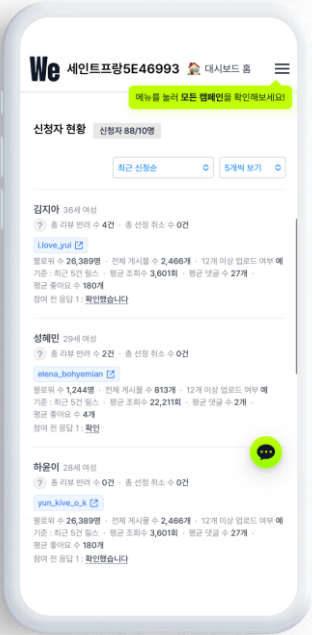 We 세인트프랑5E46993 대시보드 홈
메뉴를 눌러 모든 캠페인을 확인해보세요!
신청자 현황 신청자 88/10명
최근 신청순 5개씩 보기
김지아 36세 여성
? 총 리뷰 반려 수 4건 · 총 선정 취소 수 0건
i.love_yul
팔로워 수 26,389명 · 전체 게시물 수 2,466개 · 12개 이상 업로드 여부 예
기준 : 최근 5건 릴스 · 평균 조회수 3,601회 · 평균 댓글 수 27개 ·
평균 좋아요 수 180개
참여 전 응답 1 : 확인했습니다
성혜민 29세 여성
? 총 리뷰 반려 수 2건 · 총 선정 취소 수 0건
elena_bohyemian
팔로워 수 1,244명 · 전체 게시물 수 813개 · 12개 이상 업로드 여부 예
기준 : 최근 5건 릴스 · 평균 조회수 22,211회 · 평균 댓글 수 2개 ·
평균 좋아요 수 4개
참여 전 응답 1 : 확인
하윤이 28세 여성
? 총 리뷰 반려 수 0건 · 총 선정 취소 수 0건
yun_kive_o_k
팔로워 수 26,389명 · 전체 게시물 수 2,466개 · 12개 이상 업로드 여부 예
기준 : 최근 5건 릴스 · 평균 조회수 3,601회 · 평균 댓글 수 27개 ·
평균 좋아요 수 180개
참여 전 응답 1 : 확인했습니다